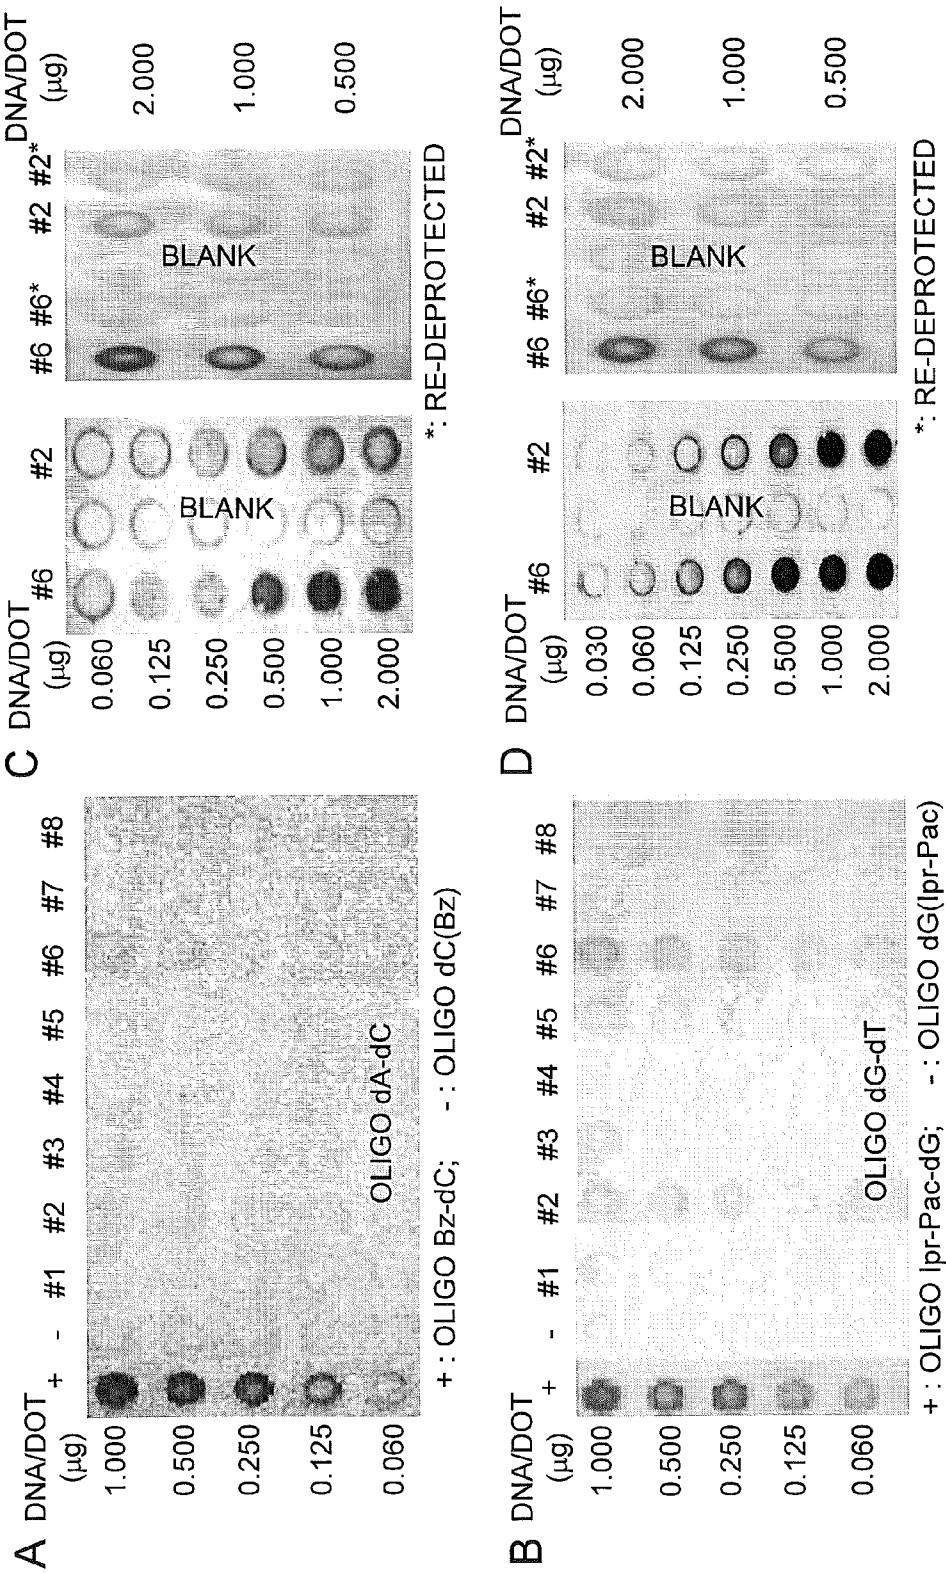 A
DNA/DOT
(µg)
+ - #1 #2 #3 #4 #5 #6 #7 #8
1.000
0.500
0.250
0.125
0.060
OLIGO dA-dC
+ : OLIGO Bz-dC; - : OLIGO dC(Bz)
B
DNA/DOT
(µg)
+ - #1 #2 #3 #4 #5 #6 #7 #8
1.000
0.500
0.250
0.125
0.060
OLIGO dG-dT
+ : OLIGO Ipr-Pac-dG; - : OLIGO dG(Ipr-Pac)
C
DNA/DOT
(µg)
#6 #2
0.060
0.125
0.250
0.500
1.000
2.000
BLANK
#6 #6* #2 #2*
DNA/DOT
(µg)
2.000
1.000
0.500
BLANK
*: RE-DEPROTECTED
D
DNA/DOT
(µg)
#6 #2
0.030
0.060
0.125
0.250
0.500
1.000
2.000
BLANK
#6 #6* #2 #2*
DNA/DOT
(µg)
2.000
1.000
0.500
BLANK
*: RE-DEPROTECTED